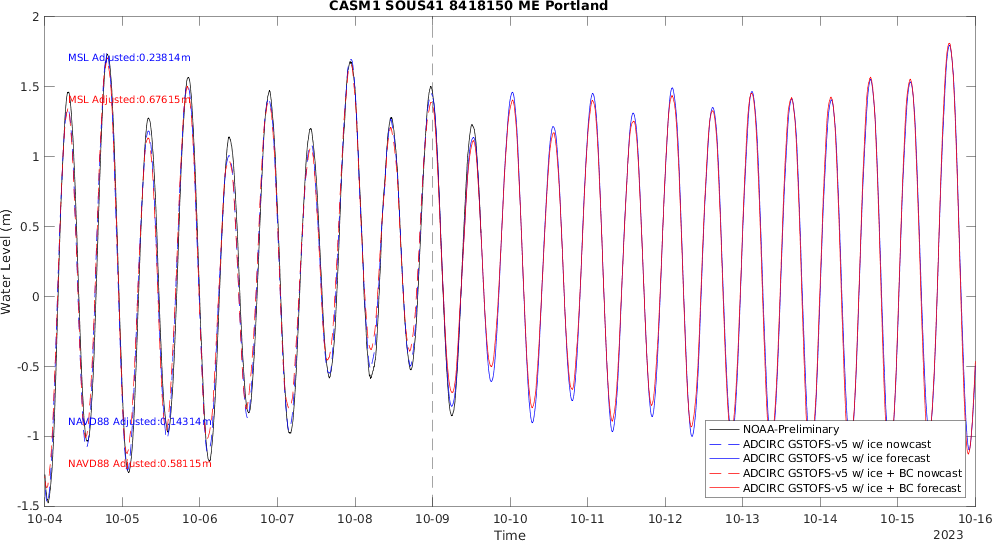 CASM1 SOUS41 8418150 ME Portland
2
MSL Adjusted:0.23814m
1.5
MSL Adjusted:0.67615m
1
0.5
Water Level (m)
0
-0.5
NAVD88 Adjusted:0.14314m
-1
NAVD88 Adjusted:0.58115m
-1.5
NOAA-Preliminary
ADCIRC GSTOFS-v5 w/ ice nowcast
ADCIRC GSTOFS-v5 w/ ice forecast
ADCIRC GSTOFS-v5 w/ ice + BC nowcast
ADCIRC GSTOFS-v5 w/ ice + BC forecast
10-04 10-05 10-06 10-07 10-08 10-09 10-10 10-11 10-12 10-13 10-14 10-15 10-16
Time
2023